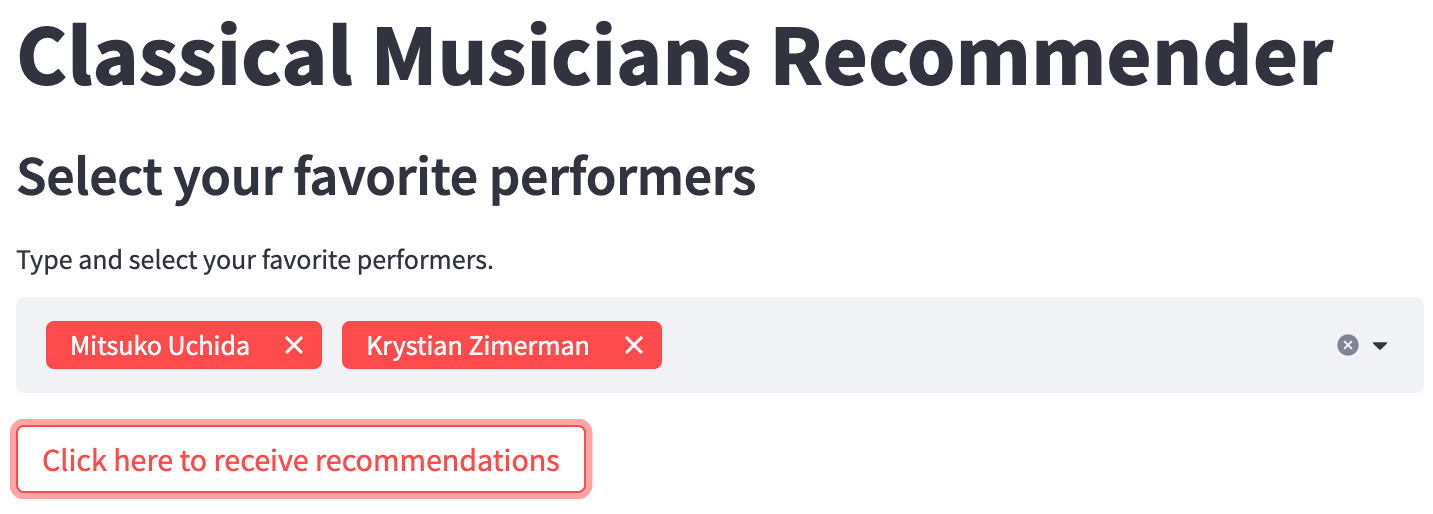 Classical Musicians Recommender
Select your favorite performers
Type and select your favorite performers.
Mitsuko Uchida Krystian Zimerman
Click here to receive recommendations